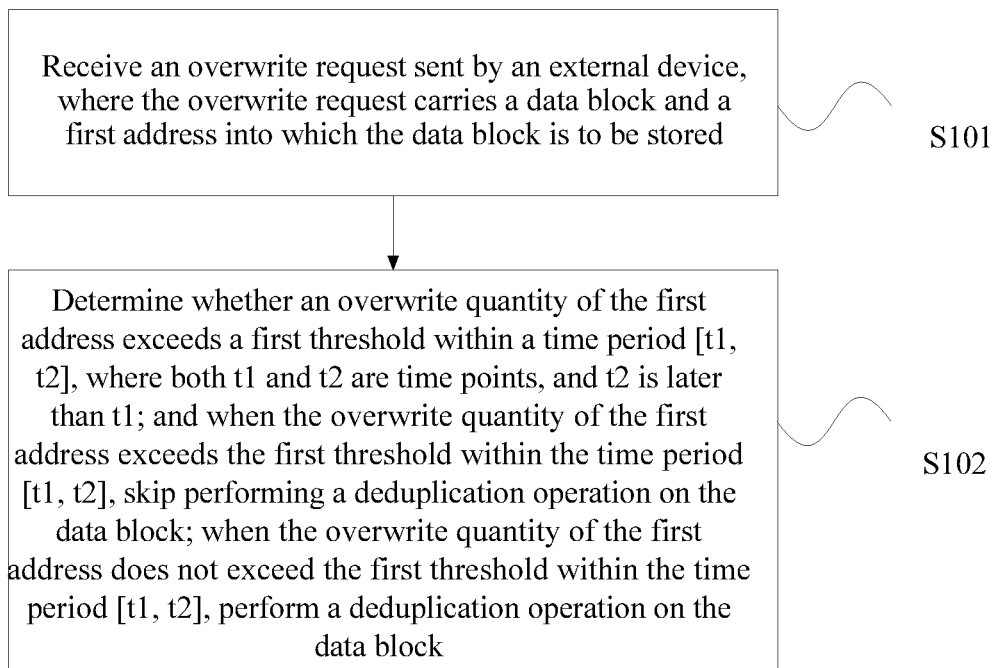 Receive an overwrite request sent by an external device,
where the overwrite request carries a data block and a
first address into which the data block is to be stored
S101
Determine whether an overwrite quantity of the first
address exceeds a first threshold within a time period [t1,
t2], where both t1 and t2 are time points, and t2 is later
than t1; and when the overwrite quantity of the first
address exceeds the first threshold within the time period
[t1, t2], skip performing a deduplication operation on the
data block; when the overwrite quantity of the first
address does not exceed the first threshold within the time
period [t1, t2], perform a deduplication operation on the
data block
S102